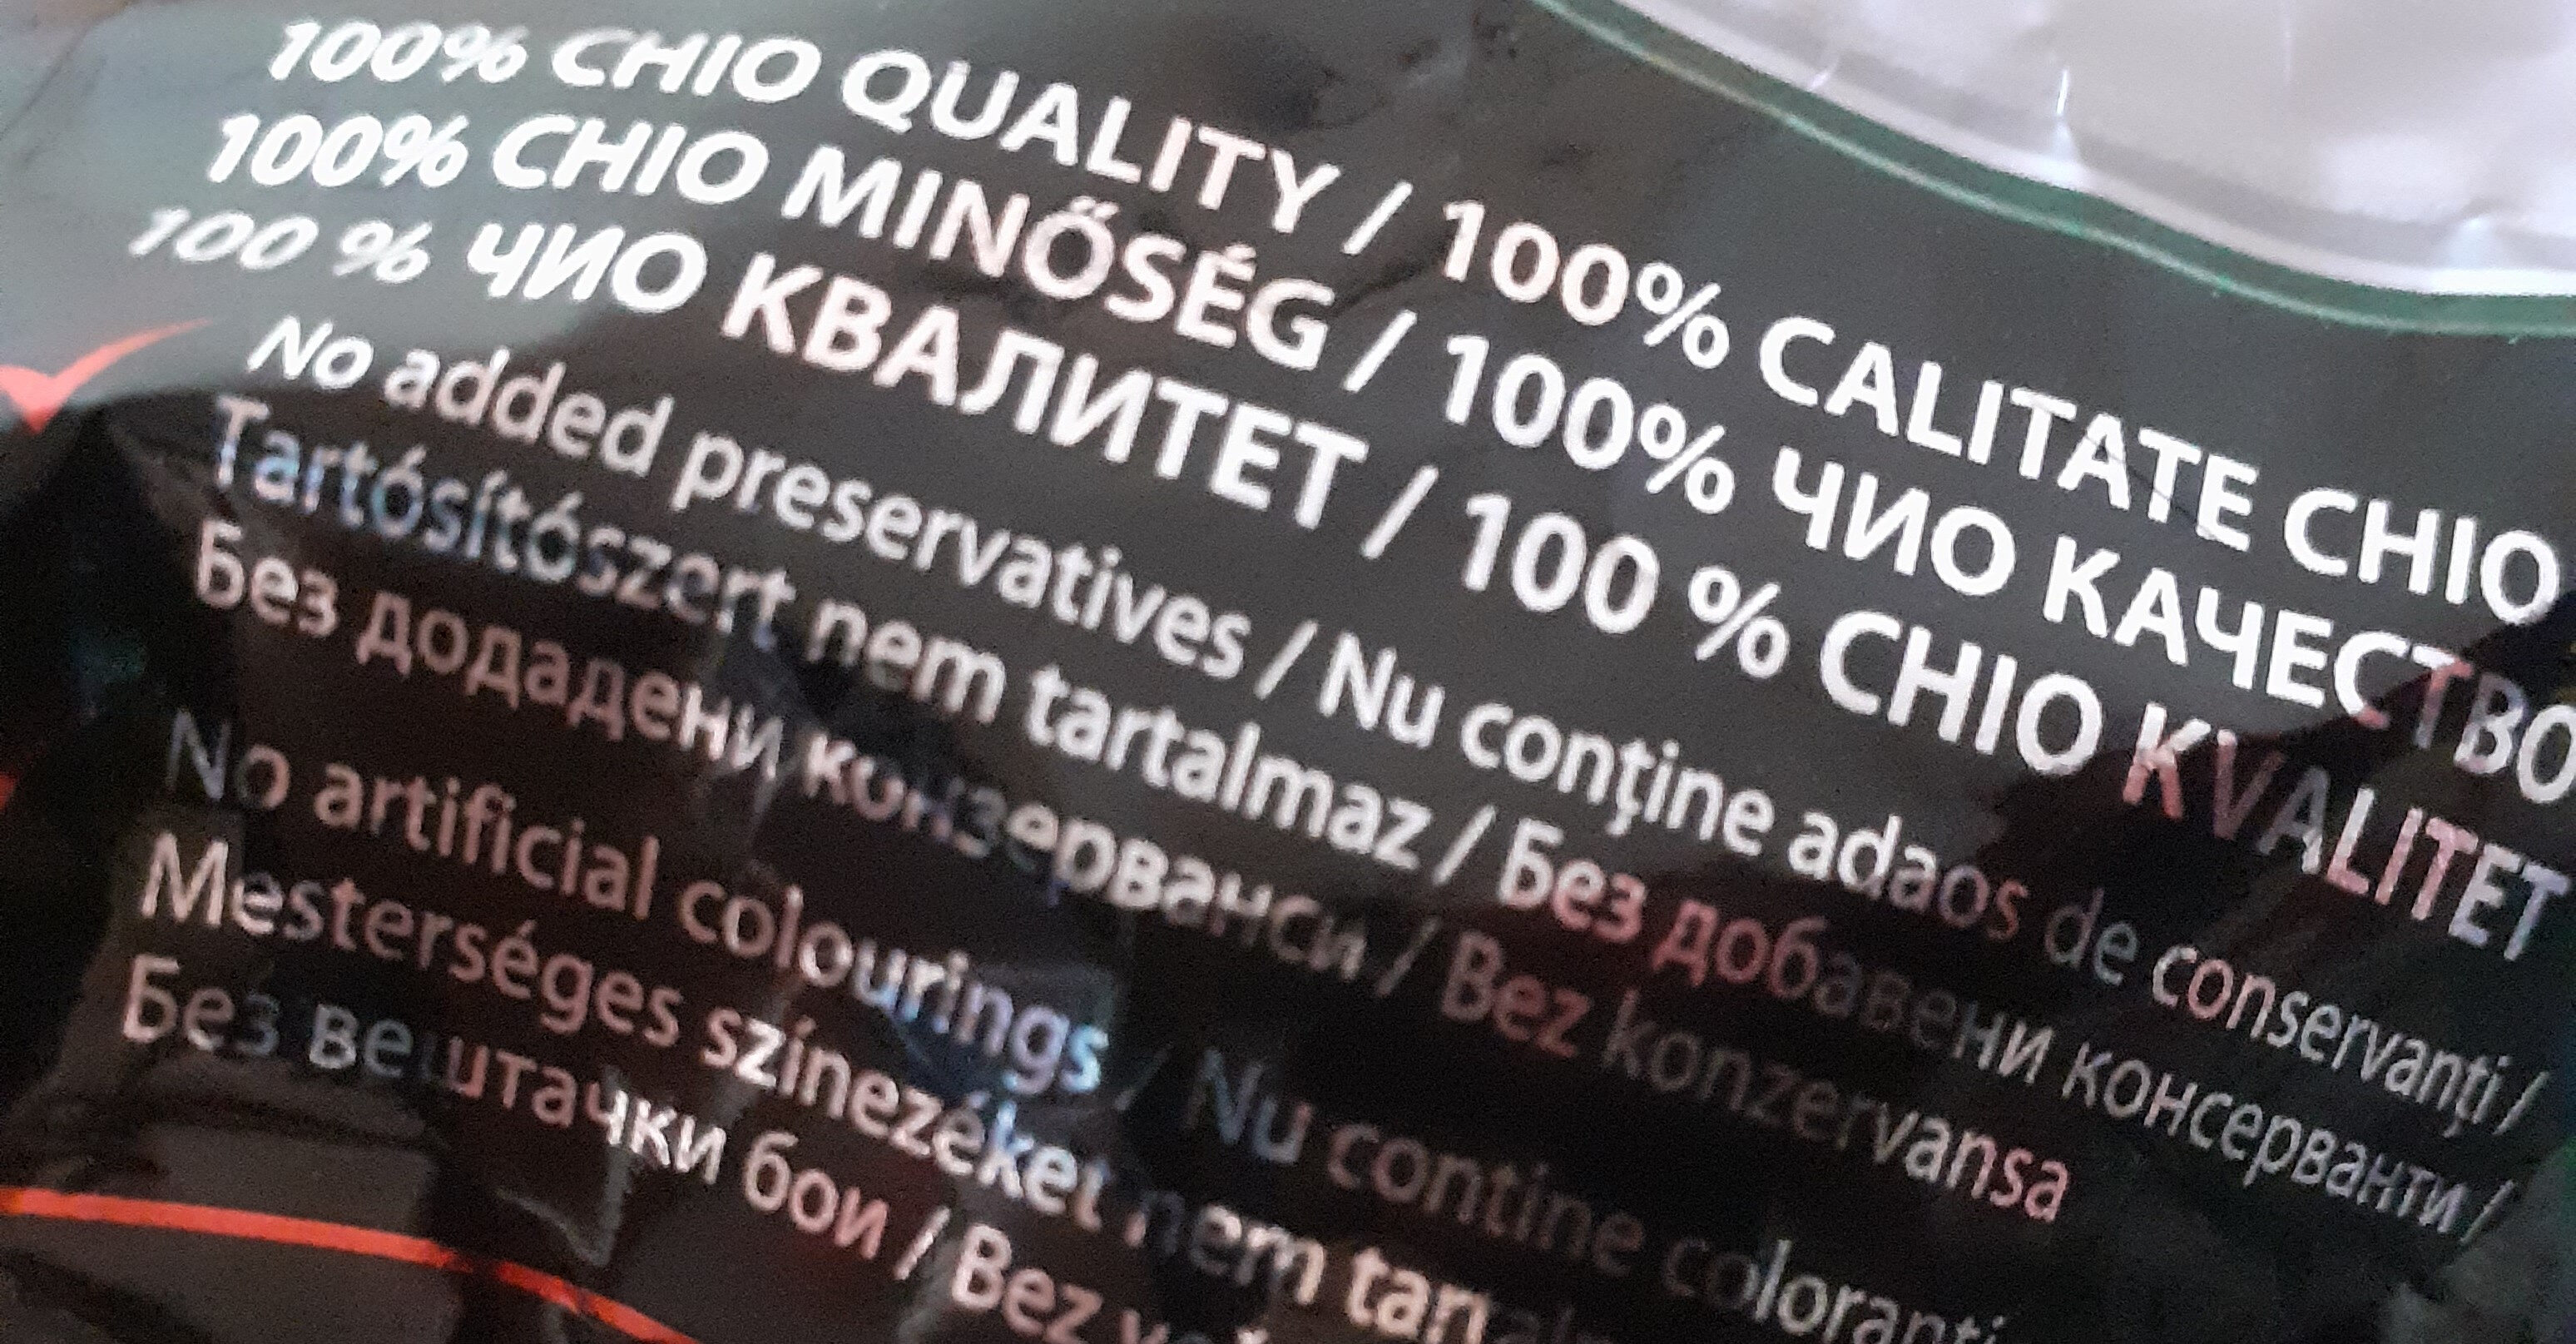 100% CHIO QUALITY / 100% CALITATE CHIO
100% CHIO MINŐSÉG / 100% ЧИО КАЧЕСТВО
100 % ЧИО КВАЛИТЕТ / 100 % CHIO KVALITET
No added preservatives / Nu conţine adaos de conservanţi /
Tartósítószert nem tartalmaz / Без добавени консерванти /
Без додадени конзерванси / Bez konzervansa
No artificial colourings / Nu contine coloranţi
Mesterséges színezéket nem
Без вештачки бои / Bez